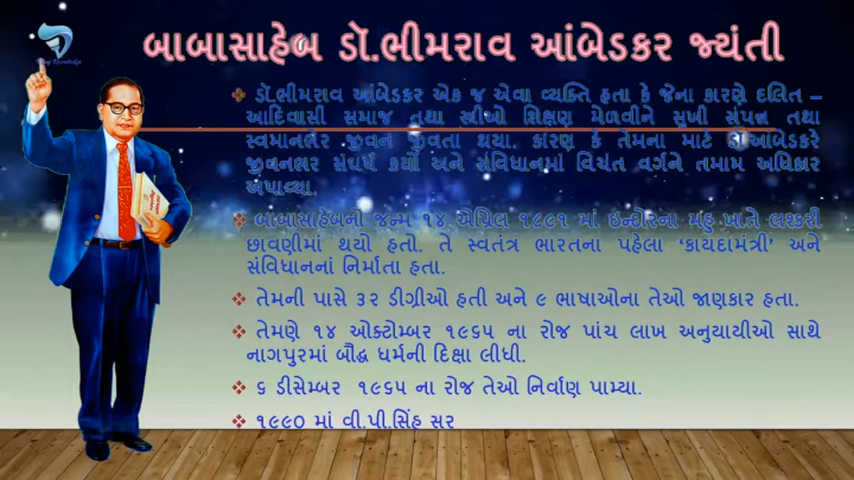 બાબાસાહેબ ડૉ.ભીમરાવ આંબેડકર જ્યંતી
❖ ડૉ.ભીમરાવ આંબેડકર એક જ એવા વ્યક્તિ હતા કે જેના કારણે દલિત –
આદિવાસી સમાજ તથા સ્ત્રીઓ શિક્ષણ મેળવીને સુખી સંપન્ન તથા
સ્વમાનભેર જીવન જીવતા થયા. કારણ કે તેમના માટે ડૉ.આંબેડકરે
જીવનભર સંઘર્ષ કર્યો અને સંવિધાનમાં વિચંત વર્ગને તમામ અધિકાર
અપાવ્યા.
❖ બાબાસાહેબનો જન્મ ૧૪ એપ્રિલ ૧૮૯૧ માં ઇન્દોરના મહુ ખાતે લશ્કરી
છાવણીમાં થયો હતો. તે સ્વતંત્ર ભારતના પહેલા ‘કાયદામંત્રી’ અને
સંવિધાનનાં નિર્માતા હતા.
❖ તેમની પાસે ૩૨ ડીગ્રીઓ હતી અને ૯ ભાષાઓના તેઓ જાણકાર હતા.
❖ તેમણે ૧૪ ઓક્ટોમ્બર ૧૯૬૫ ના રોજ પાંચ લાખ અનુયાયીઓ સાથે
નાગપુરમાં બૌદ્ધ ધર્મની દિક્ષા લીધી.
❖ ૬ ડીસેમ્બર ૧૯૬૫ ના રોજ તેઓ નિર્વાણ પામ્યા.
❖ ૧૯૯૦ માં વી.પી.સિંહ સર